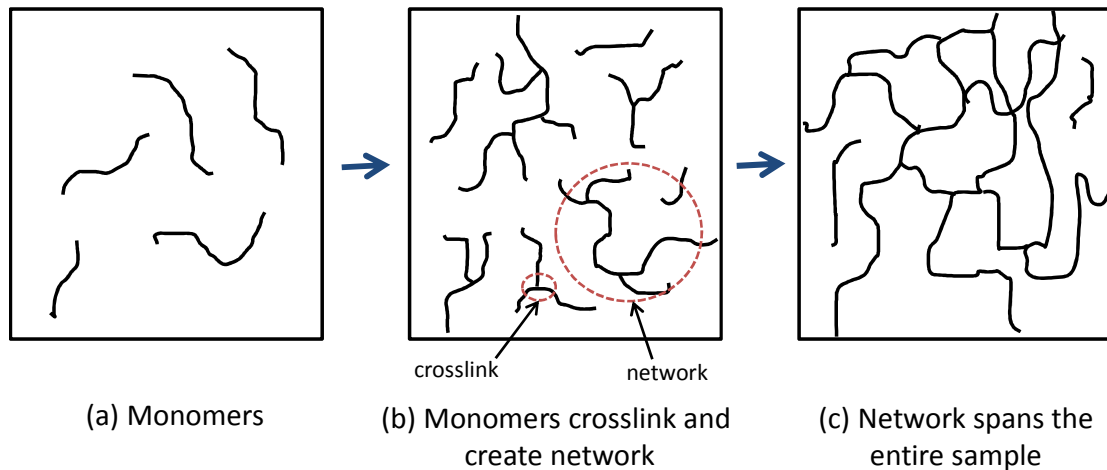 crosslink
network
(a) Monomers
(b) Monomers crosslink and
create network
(c) Network spans the
entire sample